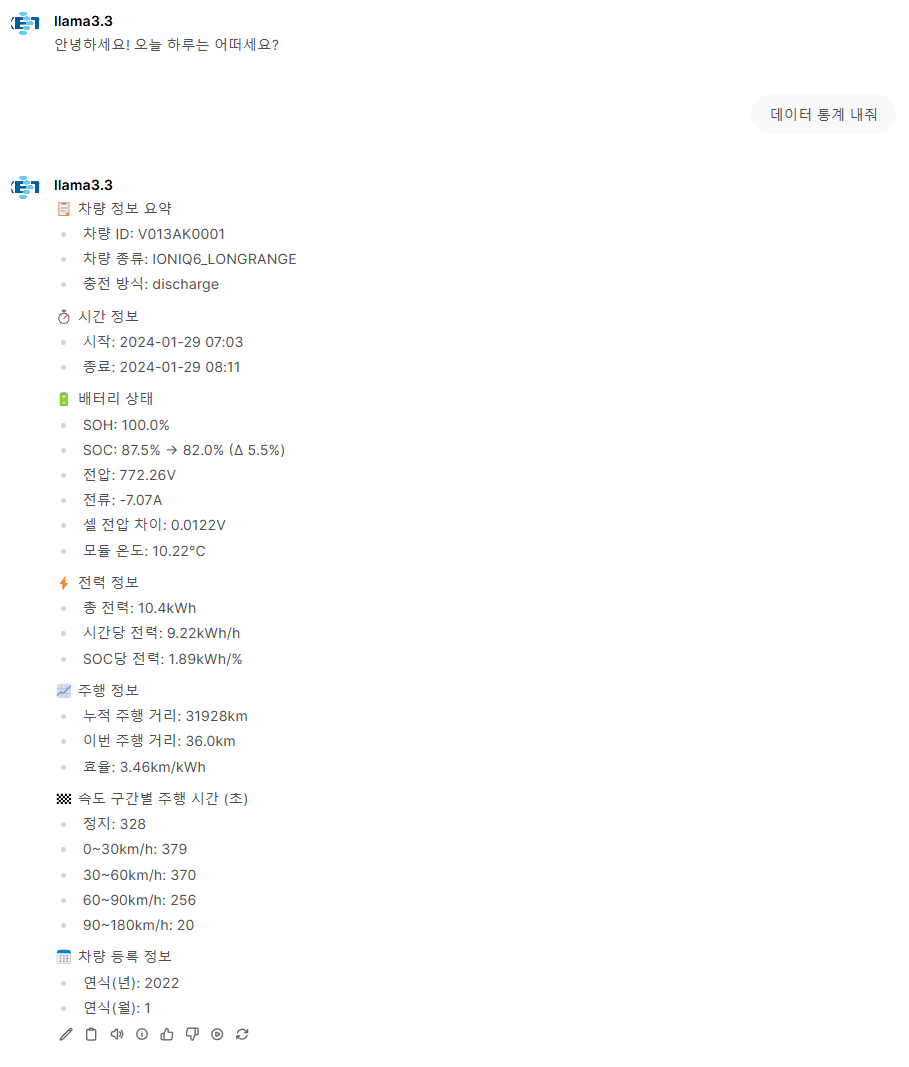 llama3.3
안녕하세요! 오늘 하루는 어떠세요?
데이터 통계 내줘
llama3.3
📋 차량 정보 요약
차량 ID: V013AK0001
차량 종류: IONIQ6_LONGRANGE
충전 방식: discharge
⏱ 시간 정보
시작: 2024-01-29 07:03
종료: 2024-01-29 08:11
🔋 배터리 상태
SOH: 100.0%
SOC: 87.5% → 82.0% (Δ 5.5%)
전압: 772.26V
전류: -7.07A
셀 전압 차이: 0.0122V
모듈 온도: 10.22°C
⚡ 전력 정보
총 전력: 10.4kWh
시간당 전력: 9.22kWh/h
SOC당 전력: 1.89kWh/%
📈 주행 정보
누적 주행 거리: 31928km
이번 주행 거리: 36.0km
효율: 3.46km/kWh
🏁 속도 구간별 주행 시간 (초)
정지: 328
0~30km/h: 379
30~60km/h: 370
60~90km/h: 256
90~180km/h: 20
📅 차량 등록 정보
연식(년): 2022
연식(월): 1